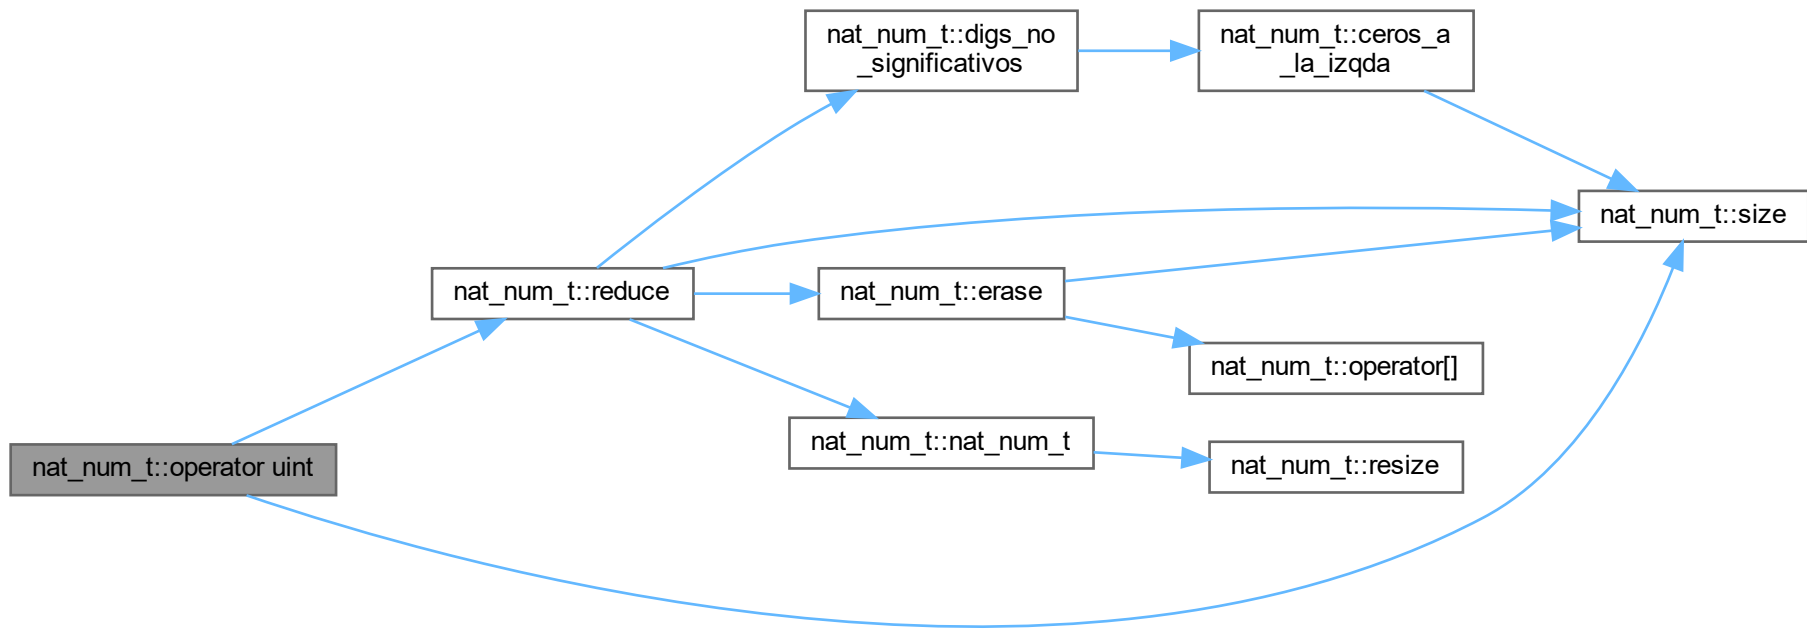 nat_num_t::digs_no
_significativos
nat_num_t::ceros_a
_la_izqda
nat_num_t::size
nat_num_t::reduce
nat_num_t::erase
nat_num_t::operator[]
nat_num_t::nat_num_t
nat_num_t::resize
nat_num_t::operator uint